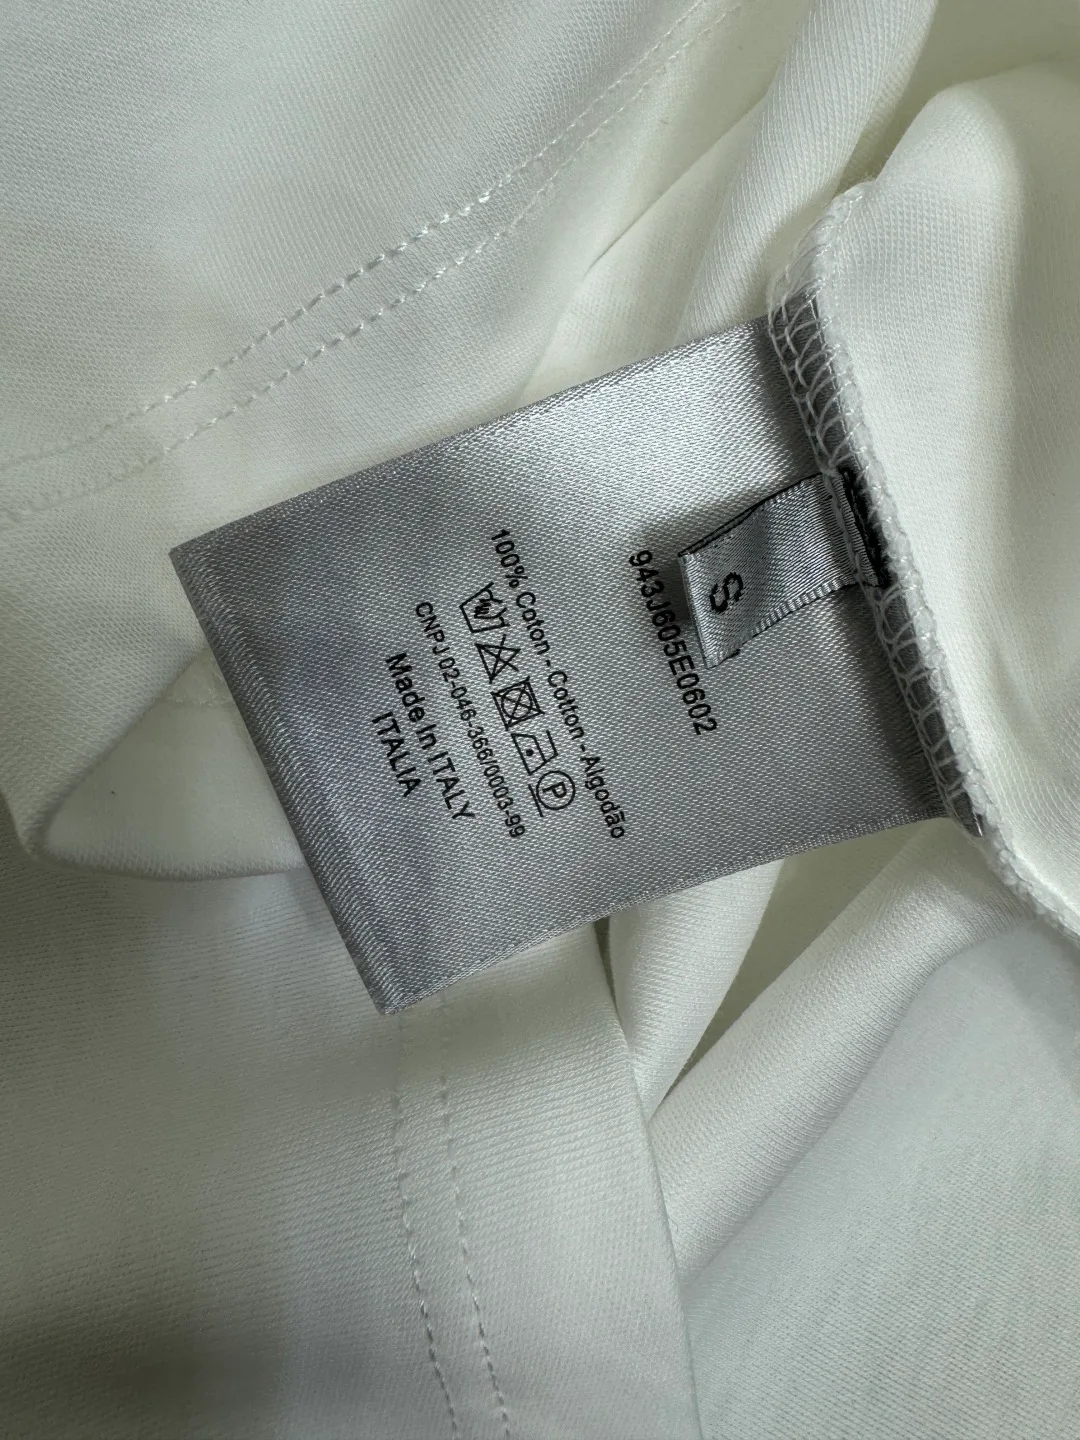 S
943J605E0602
100% Coton - Cotton - Algodão
P
CNPJ 02-046-366/0003-99
Made In ITALY
ITALIA